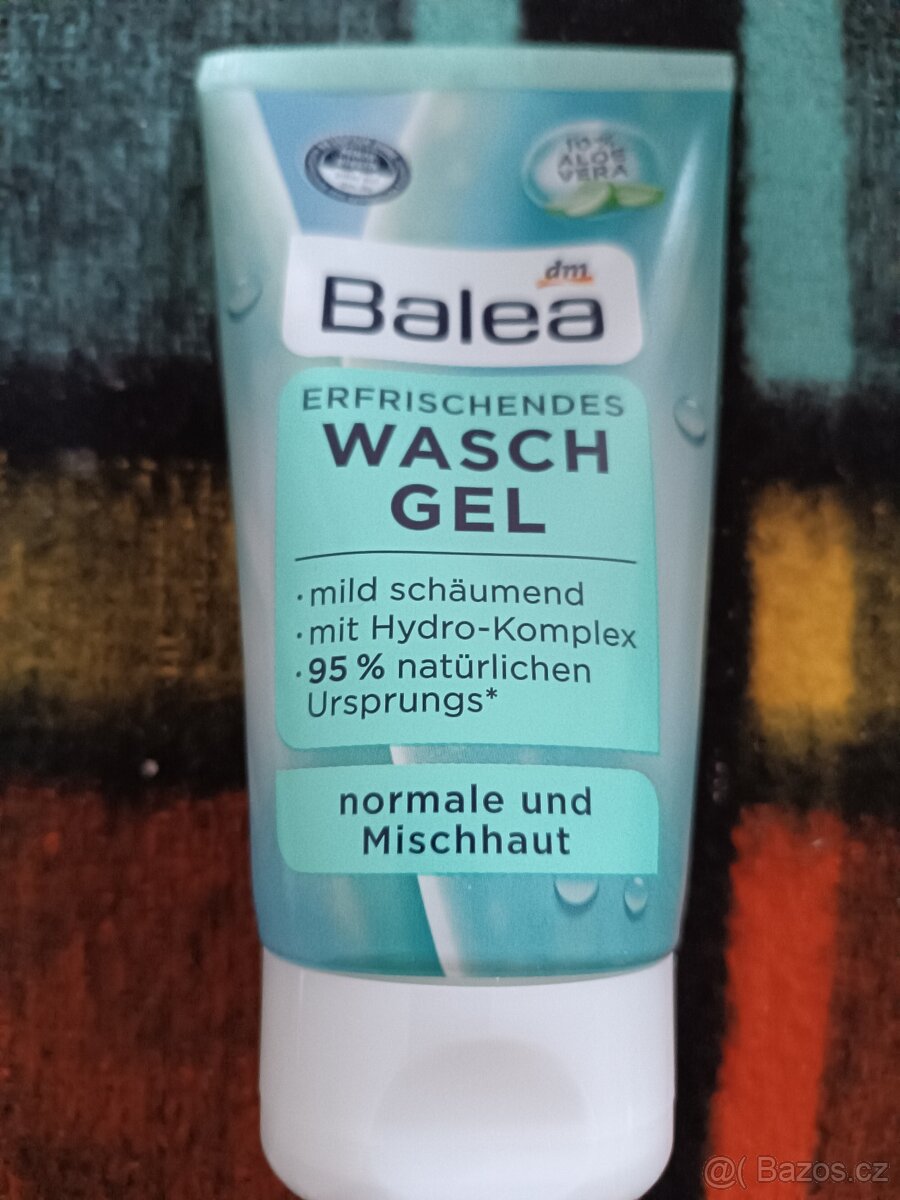 10 %
ALOE
VERA
dm
Balea
ERFRISCHENDES
WASCH
GEL
· mild schäumend
· mit Hydro-Komplex
· 95 % natürlichen
Ursprungs*
normale und
Mischhaut
@( Bazos.cz